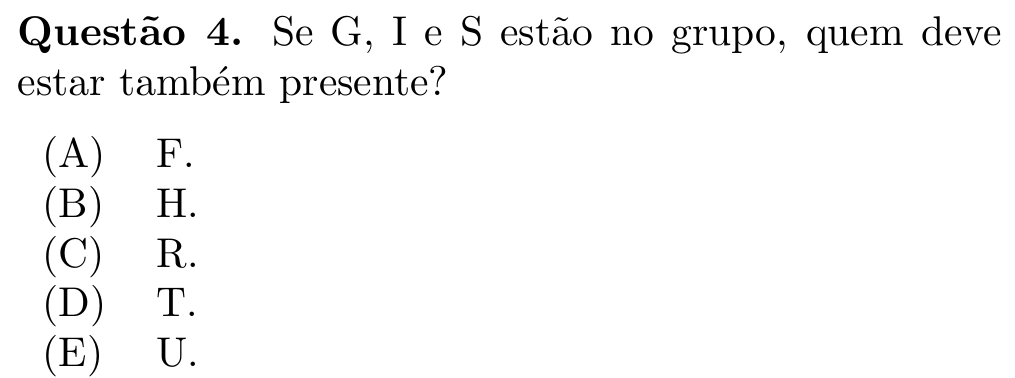 Questão 4. Se G, I e S estão no grupo, quem deve
estar também presente?
(A) F.
(B) H.
(C) R.
(D) T.
(E) U.